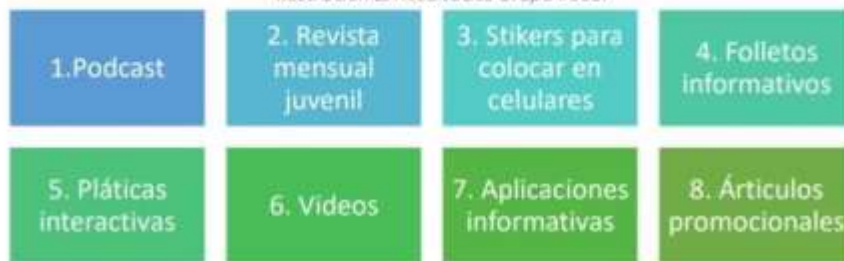 1.Podcast
2. Revista
mensual
juvenil
3. Stikers para
colocar en
celulares
4. Folletos
informativos
5. Pláticas
interactivas
6. Videos
7. Aplicaciones
informativas
8. Árticulos
promocionales